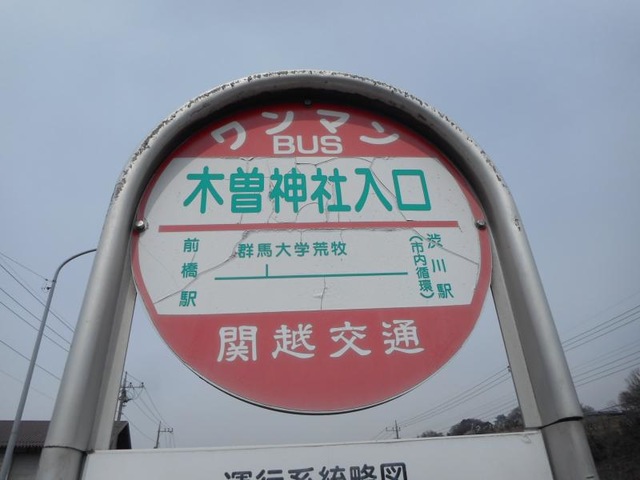 ワンマン
BUS
木曽神社入口
前橋駅
群馬大学荒牧
渋川駅
(市内循環)
関越交通
運行系統略図